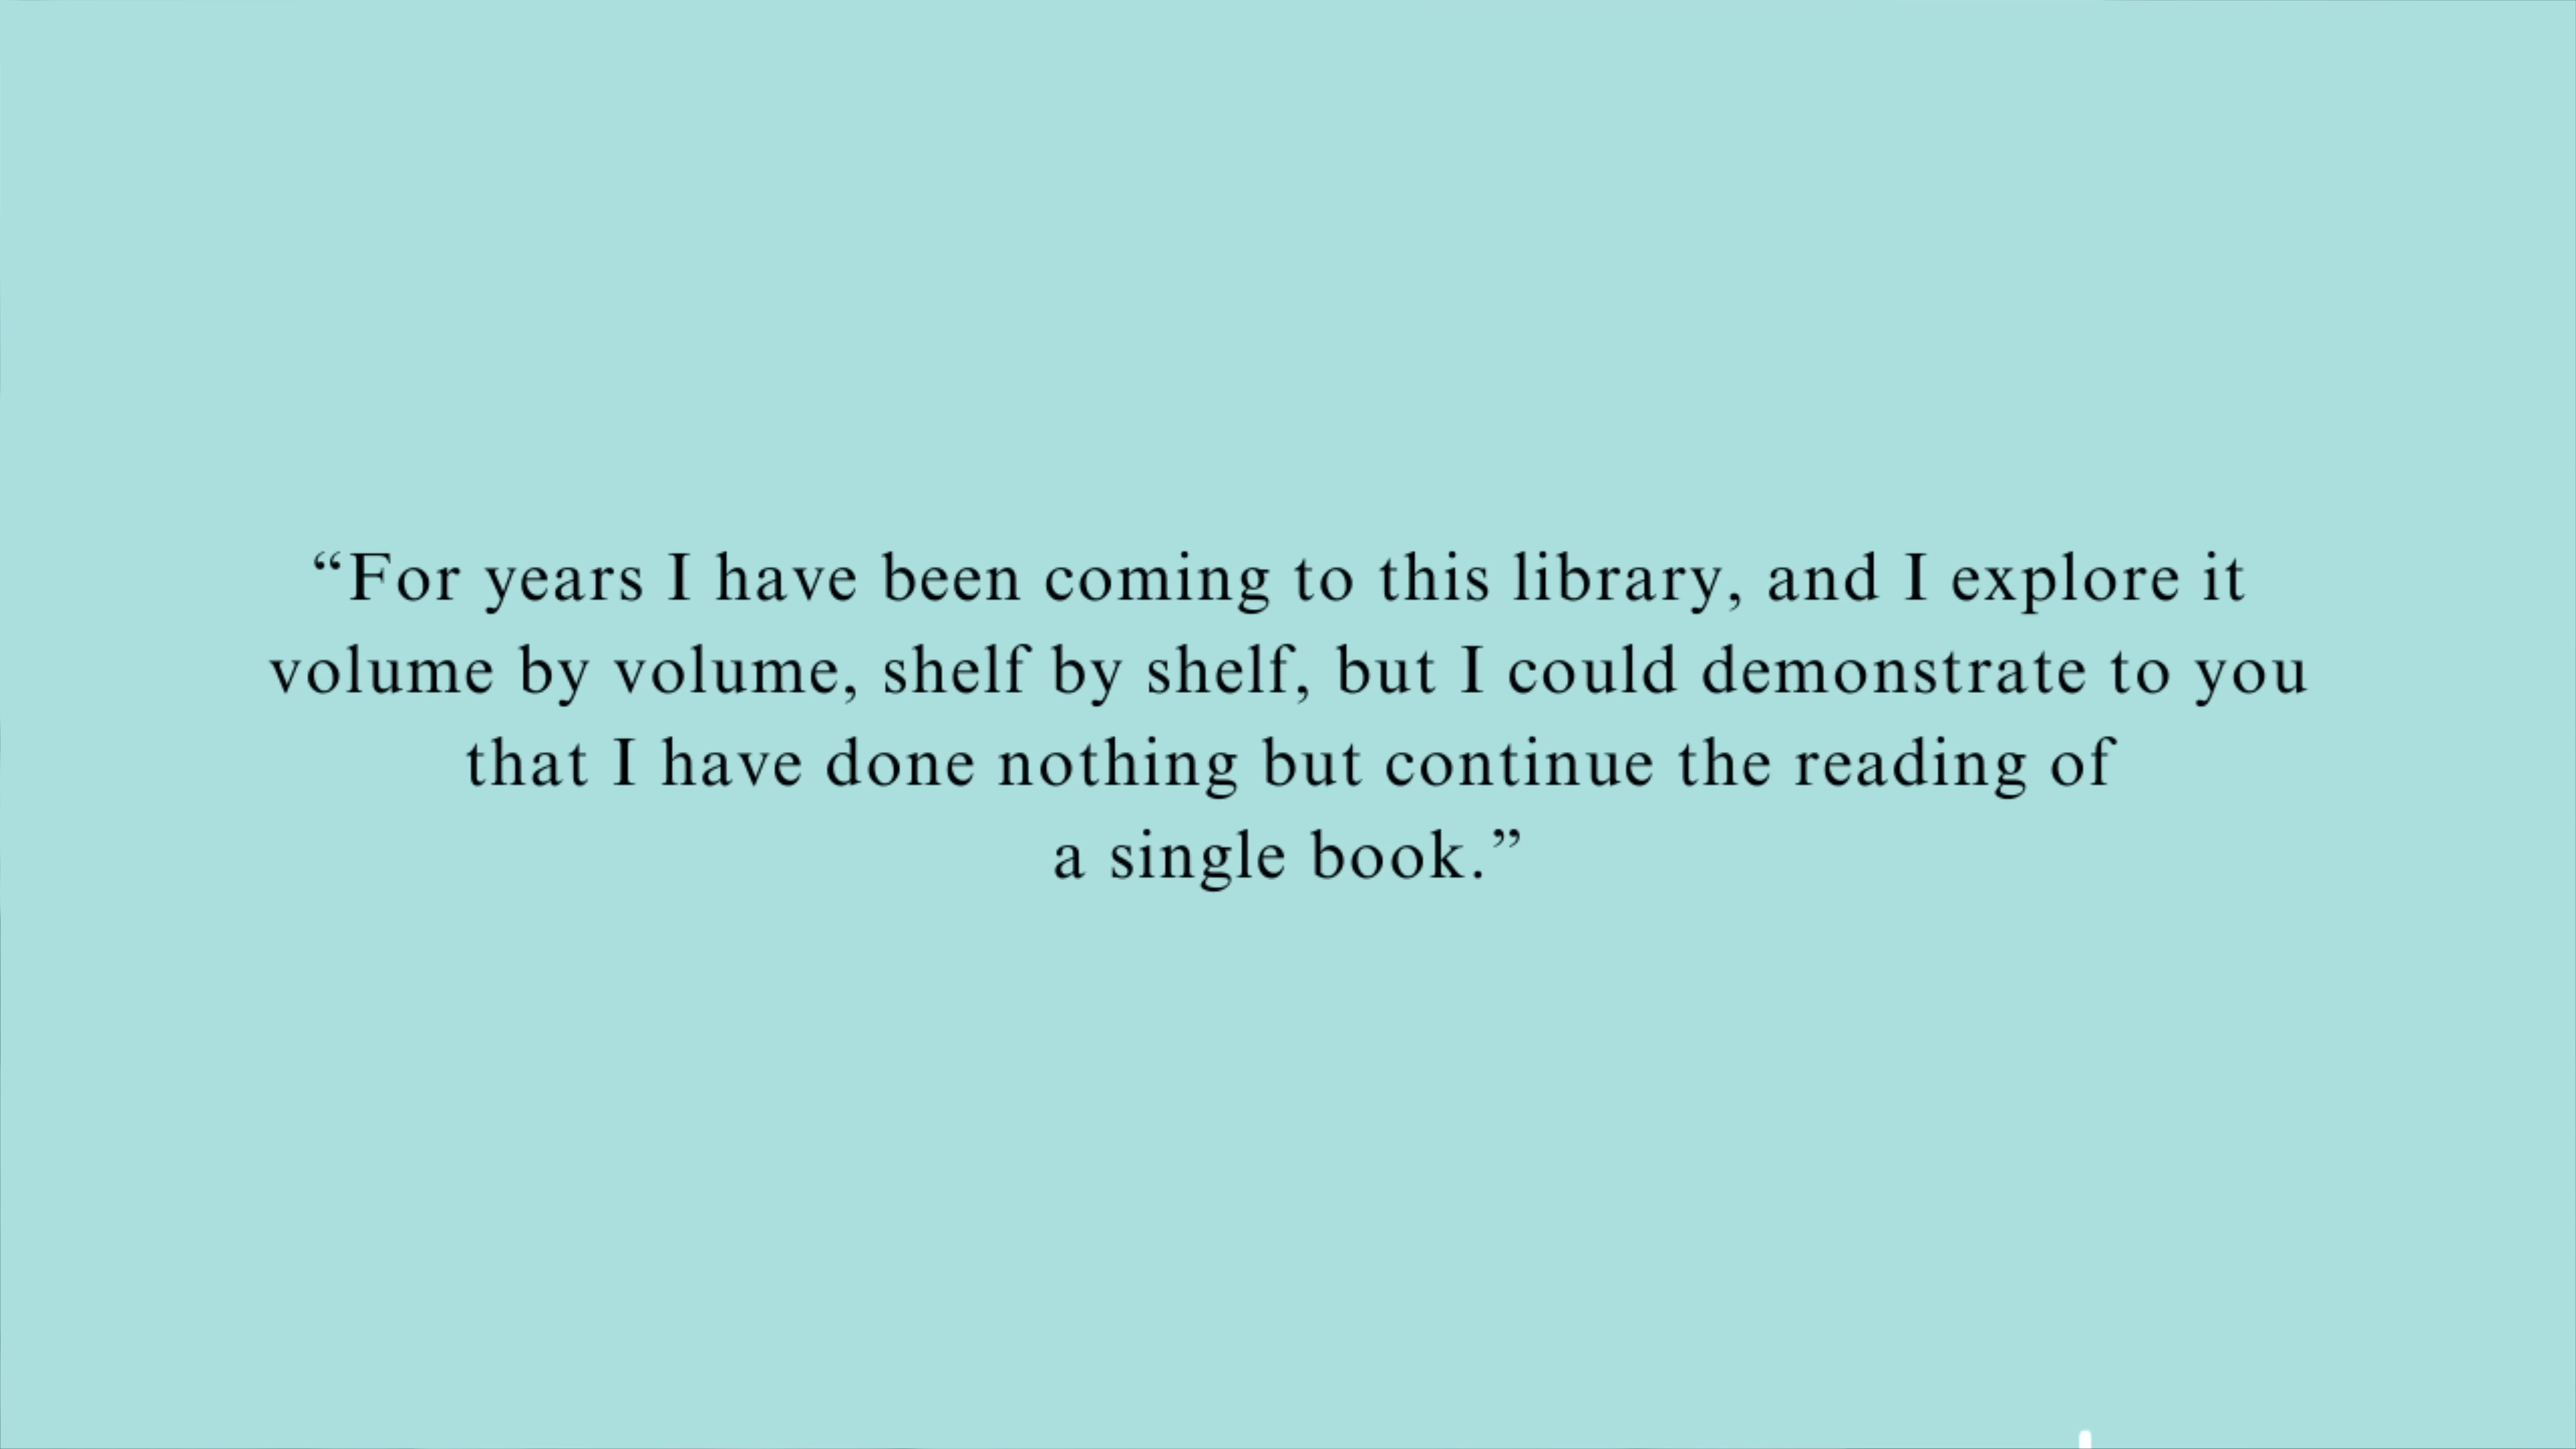 “For years I have been coming to this library, and I explore it
volume by volume, shelf by shelf, but I could demonstrate to you
that I have done nothing but continue the reading of
a single book.”